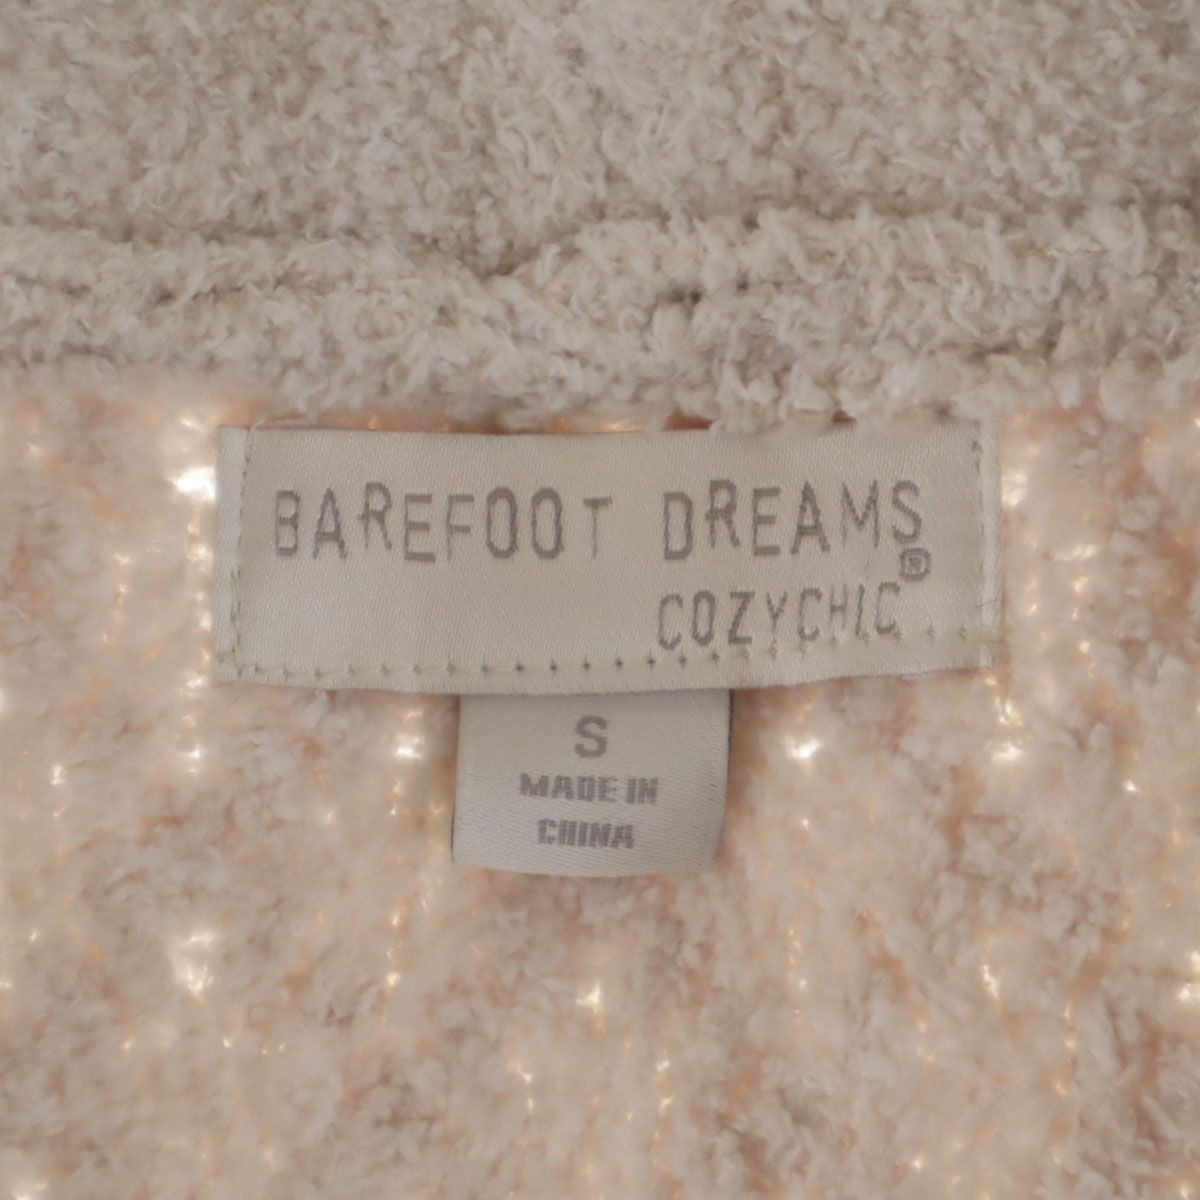 BAREFOOT DREAMS®
COZYCHIC
S
MADE IN
CHINA